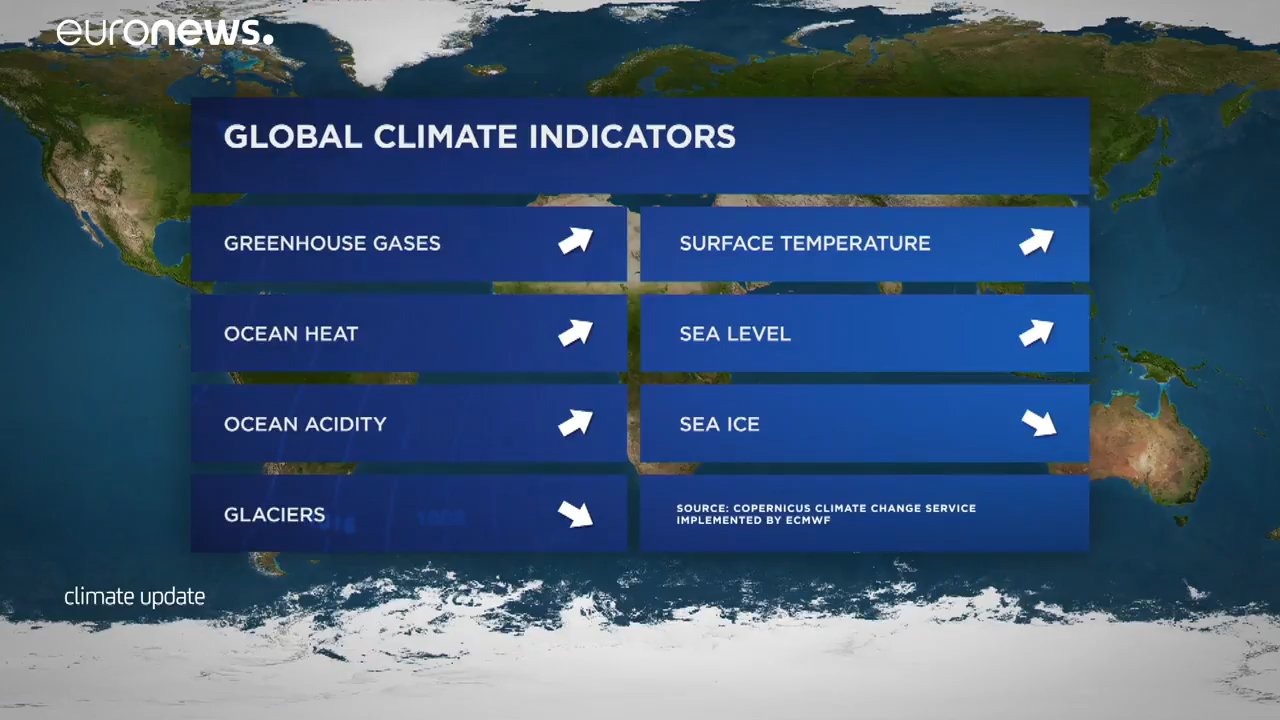 euronews.
GLOBAL CLIMATE INDICATORS
GREENHOUSE GASES
SURFACE TEMPERATURE
OCEAN HEAT
SEA LEVEL
OCEAN ACIDITY
SEA ICE
GLACIERS
SOURCE: COPERNICUS CLIMATE CHANGE SERVICE
IMPLEMENTED BY ECMWF
climate update